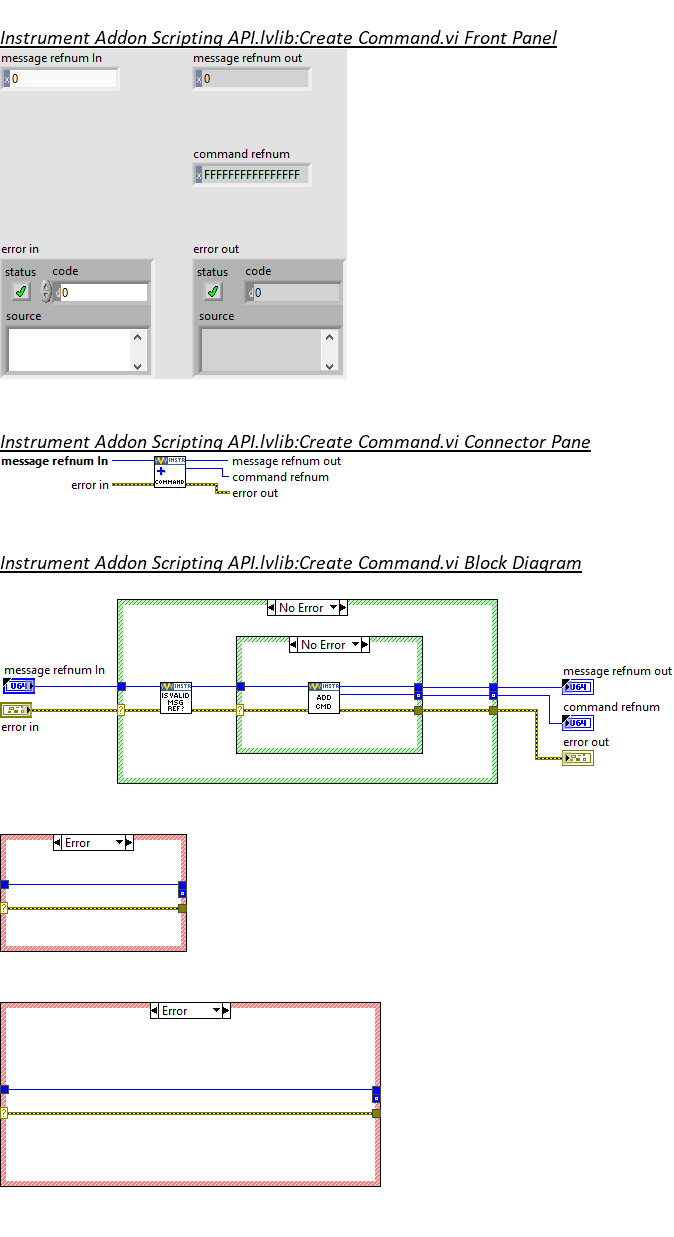 Instrument Addon Scripting API.lvlib:Create Command.vi Front Panel
message refnum In
message refnum out
x 0
x 0
command refnum
x FFFFFFFFFFFFFFFF
error in
error out
status code
status code
d 0
d 0
source
source
Instrument Addon Scripting API.lvlib:Create Command.vi Connector Pane
message refnum In
INSTR
message refnum out
+
command refnum
error in
COMMAND
error out
Instrument Addon Scripting API.lvlib:Create Command.vi Block Diagram
No Error
No Error
message refnum In
message refnum out
U64
INSTR
IS VALID
MSG
REF?
INSTR
ADD
CMD
U64
command refnum
? ?
U64
error in
error out
Error
?
Error
?